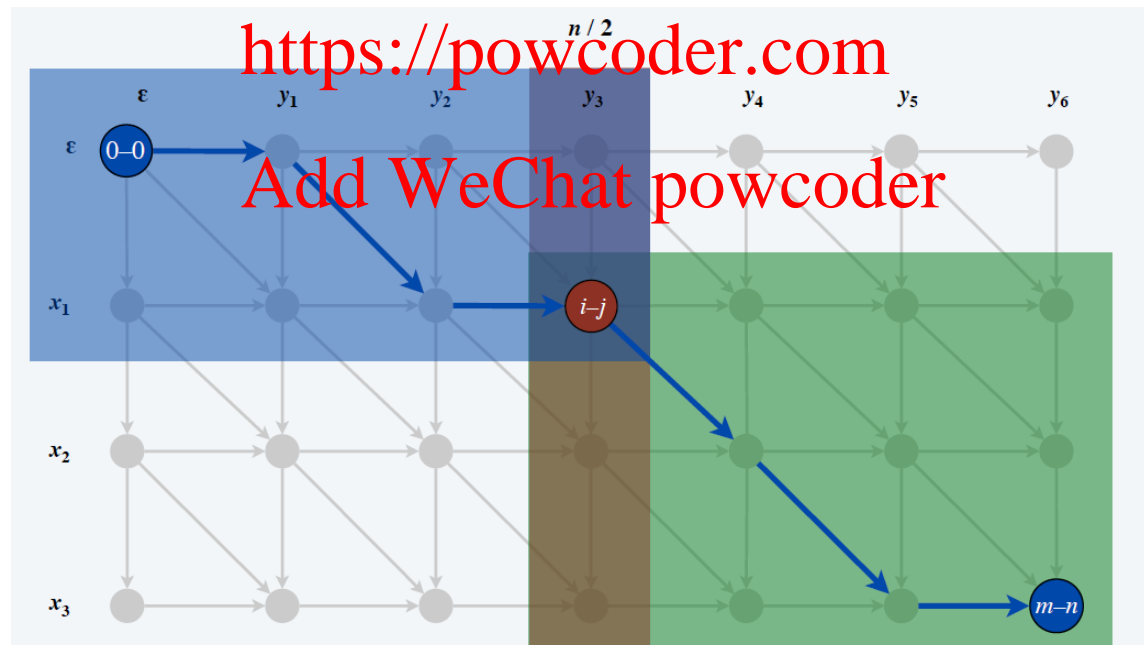 n / 2
https://powcoder.com
ε y1 y2 y3 y4 y5 y6
ε 0–0
Add WeChat powcoder
x1 i–j
x2
x3 m–n